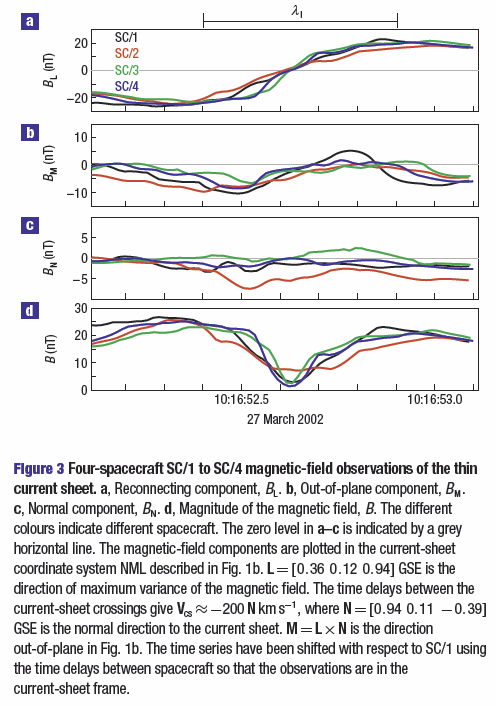 a
λI
BL (nT)
20
0
−20
SC/1
SC/2
SC/3
SC/4
b
BM (nT)
10
0
−10
c
BN (nT)
5
0
−5
d
B (nT)
30
20
10
0
10:16:52.5
10:16:53.0
27 March 2002
Figure 3 Four-spacecraft SC/1 to SC/4 magnetic-field observations of the thin
current sheet. a, Reconnecting component, BL. b, Out-of-plane component, BM.
c, Normal component, BN. d, Magnitude of the magnetic field, B. The different
colours indicate different spacecraft. The zero level in a–c is indicated by a grey
horizontal line. The magnetic-field components are plotted in the current-sheet
coordinate system NML described in Fig. 1b. L = [0.36 0.12 0.94] GSE is the
direction of maximum variance of the magnetic field. The time delays between the
current-sheet crossings give Vcs ≈ −200 N km s−1, where N = [0.94 0.11 −0.39]
GSE is the normal direction to the current sheet. M = L × N is the direction
out-of-plane in Fig. 1b. The time series have been shifted with respect to SC/1 using
the time delays between spacecraft so that the observations are in the
current-sheet frame.